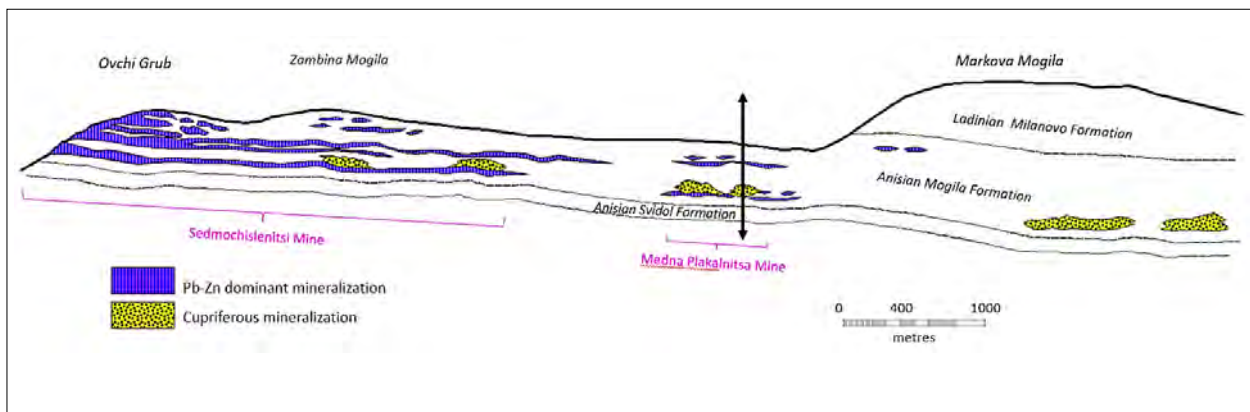 Ovchi Grub
Zambina Mogila
Markova Mogila
Ladinian Milanovo Formation
Anisian Mogila Formation
Anisian Svidol Formation
Sedmochislenitsi Mine
Medna Plakalnitsa Mine
Pb-Zn dominant mineralization
Cupriferous mineralization
0 400 1000
metres